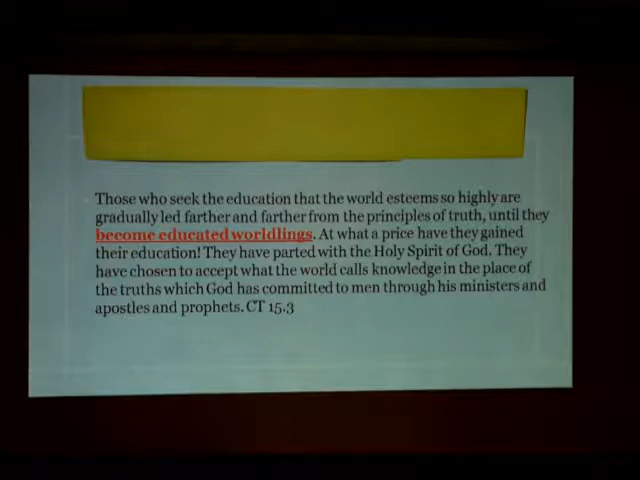 Those who seek the education that the world esteems so highly are
gradually led farther and farther from the principles of truth, until they
become educated worldlings. At what a price have they gained
their education! They have parted with the Holy Spirit of God. They
have chosen to accept what the world calls knowledge in the place of
the truths which God has committed to men through his ministers and
apostles and prophets. CT 15.3